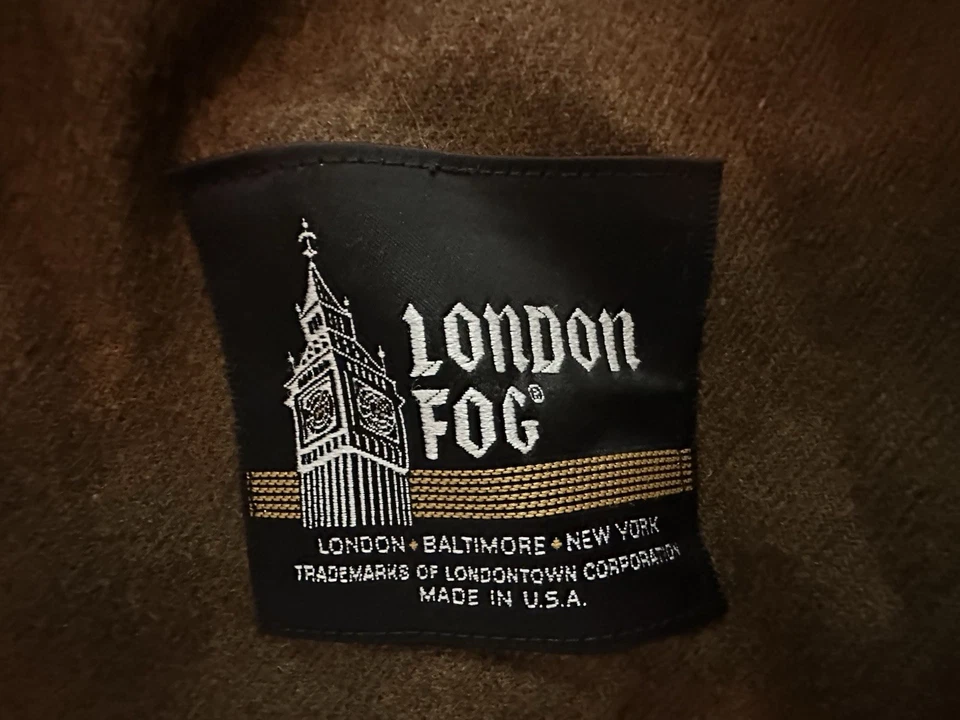 LONDON
FOG®
LONDON ♦ BALTIMORE ♦ NEW YORK
TRADEMARKS OF LONDONTOWN CORPORATION
MADE IN U.S.A.